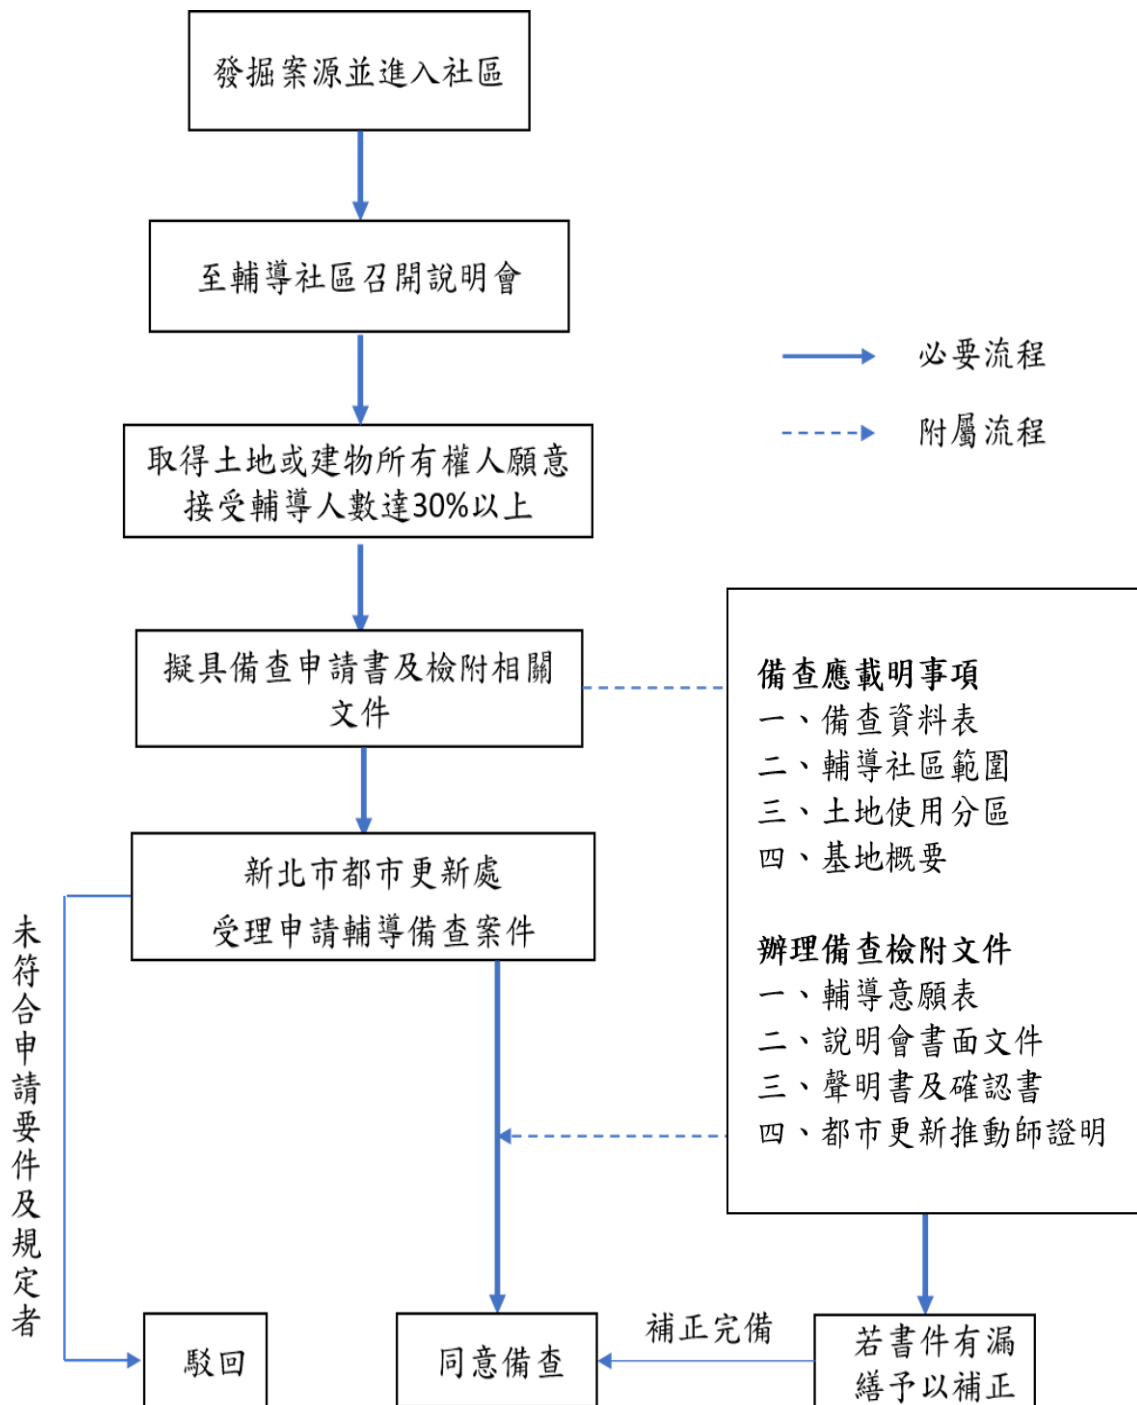 發掘案源並進入社區
至輔導社區召開說明會
必要流程
附屬流程
取得土地或建物所有權人願意
接受輔導人數達30%以上
擬具備查申請書及檢附相關
文件
備查應載明事項
一、備查資料表
二、輔導社區範圍
三、土地使用分區
四、基地概要
辦理備查檢附文件
一、輔導意願表
二、說明會書面文件
三、聲明書及確認書
四、都市更新推動師證明
新北市都市更新處
受理申請輔導備查案件
未符合申請要件及規定者
駁回
同意備查
補正完備
若書件有漏
繕予以補正